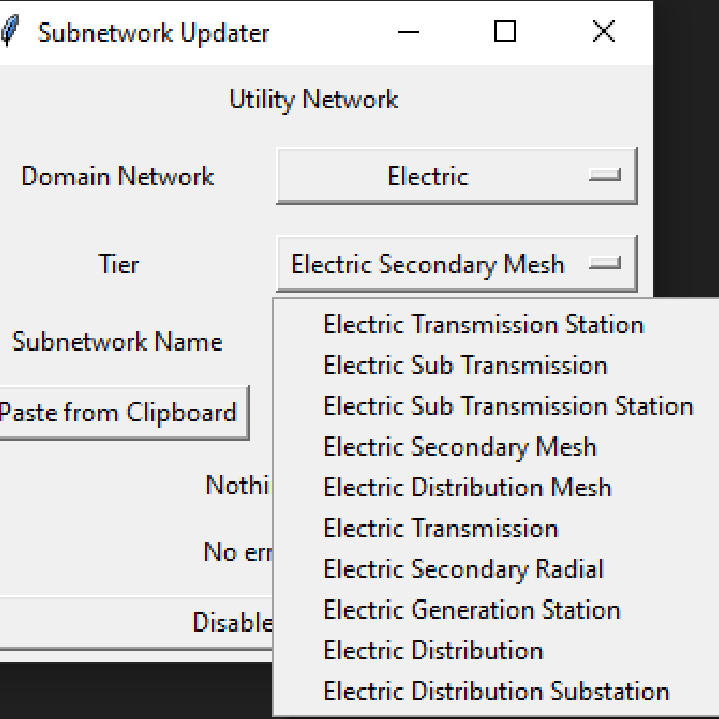 Subnetwork Updater
Utility Network
Domain Network Electric
Tier Electric Secondary Mesh
Electric Transmission Station
Subnetwork Name
Electric Sub Transmission
Electric Sub Transmission Station
Paste from Clipboard
Electric Secondary Mesh
Nothi
Electric Distribution Mesh
Electric Transmission
No err
Electric Secondary Radial
Disable
Electric Generation Station
Electric Distribution
Electric Distribution Substation